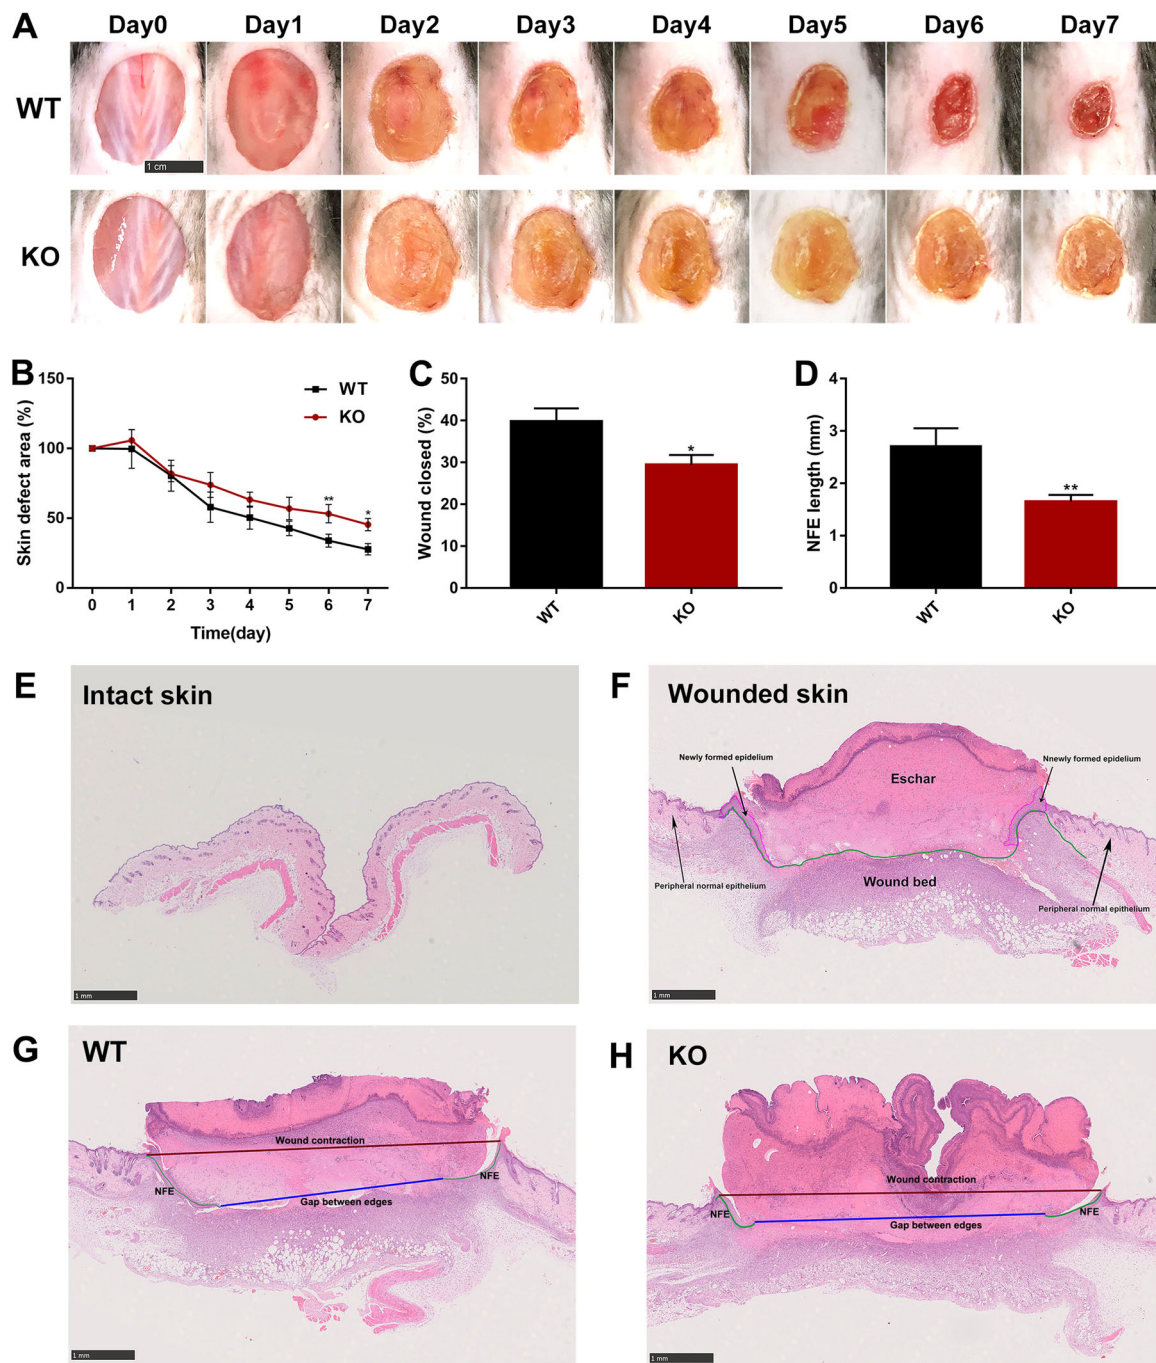 A
Day0 Day1 Day2 Day3 Day4 Day5 Day6 Day7
WT
1 cm
KO
B
150
100
50
0
Skin defect area (%)
WT
KO
**
*
0 1 2 3 4 5 6 7
Time(day)
C
50
40
30
20
10
0
Wound closed (%)
*
WT
KO
D
4
3
2
1
0
NFE length (mm)
**
WT
KO
E
Intact skin
1 mm
F
Wounded skin
Newly formed epidelium
Nnewly formed epidelium
Eschar
Wound bed
Peripheral normal epithelium
Peripheral normal epithelium
1 mm
G
WT
Wound contraction
NFE
NFE
Gap between edges
1 mm
H
KO
Wound contraction
NFE
NFE
Gap between edges
1 mm